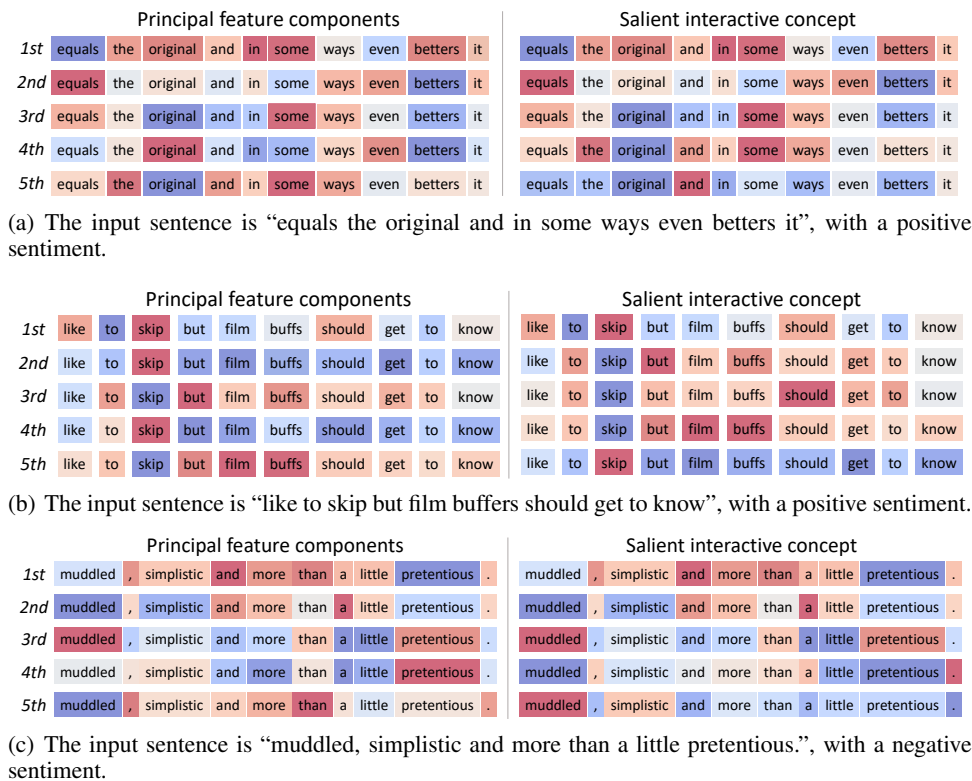 Principal feature components Salient interactive concept
1st equals the original and in some ways even betters it equals the original and in some ways even betters it
2nd equals the original and in some ways even betters it equals the original and in some ways even betters it
3rd equals the original and in some ways even betters it equals the original and in some ways even betters it
4th equals the original and in some ways even betters it equals the original and in some ways even betters it
5th equals the original and in some ways even betters it equals the original and in some ways even betters it
(a) The input sentence is “equals the original and in some ways even betters it”, with a positive
sentiment.
Principal feature components Salient interactive concept
1st like to skip but film buffs should get to know like to skip but film buffs should get to know
2nd like to skip but film buffs should get to know like to skip but film buffs should get to know
3rd like to skip but film buffs should get to know like to skip but film buffs should get to know
4th like to skip but film buffs should get to know like to skip but film buffs should get to know
5th like to skip but film buffs should get to know like to skip but film buffs should get to know
(b) The input sentence is “like to skip but film buffers should get to know”, with a positive sentiment.
Principal feature components Salient interactive concept
1st muddled , simplistic and more than a little pretentious . muddled , simplistic and more than a little pretentious .
2nd muddled , simplistic and more than a little pretentious . muddled , simplistic and more than a little pretentious .
3rd muddled , simplistic and more than a little pretentious . muddled , simplistic and more than a little pretentious .
4th muddled , simplistic and more than a little pretentious . muddled , simplistic and more than a little pretentious .
5th muddled , simplistic and more than a little pretentious . muddled , simplistic and more than a little pretentious .
(c) The input sentence is “muddled, simplistic and more than a little pretentious.”, with a negative
sentiment.